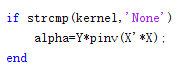 if strcmp(kernel,'None')
    alpha=Y*pinv(X'*X);
end